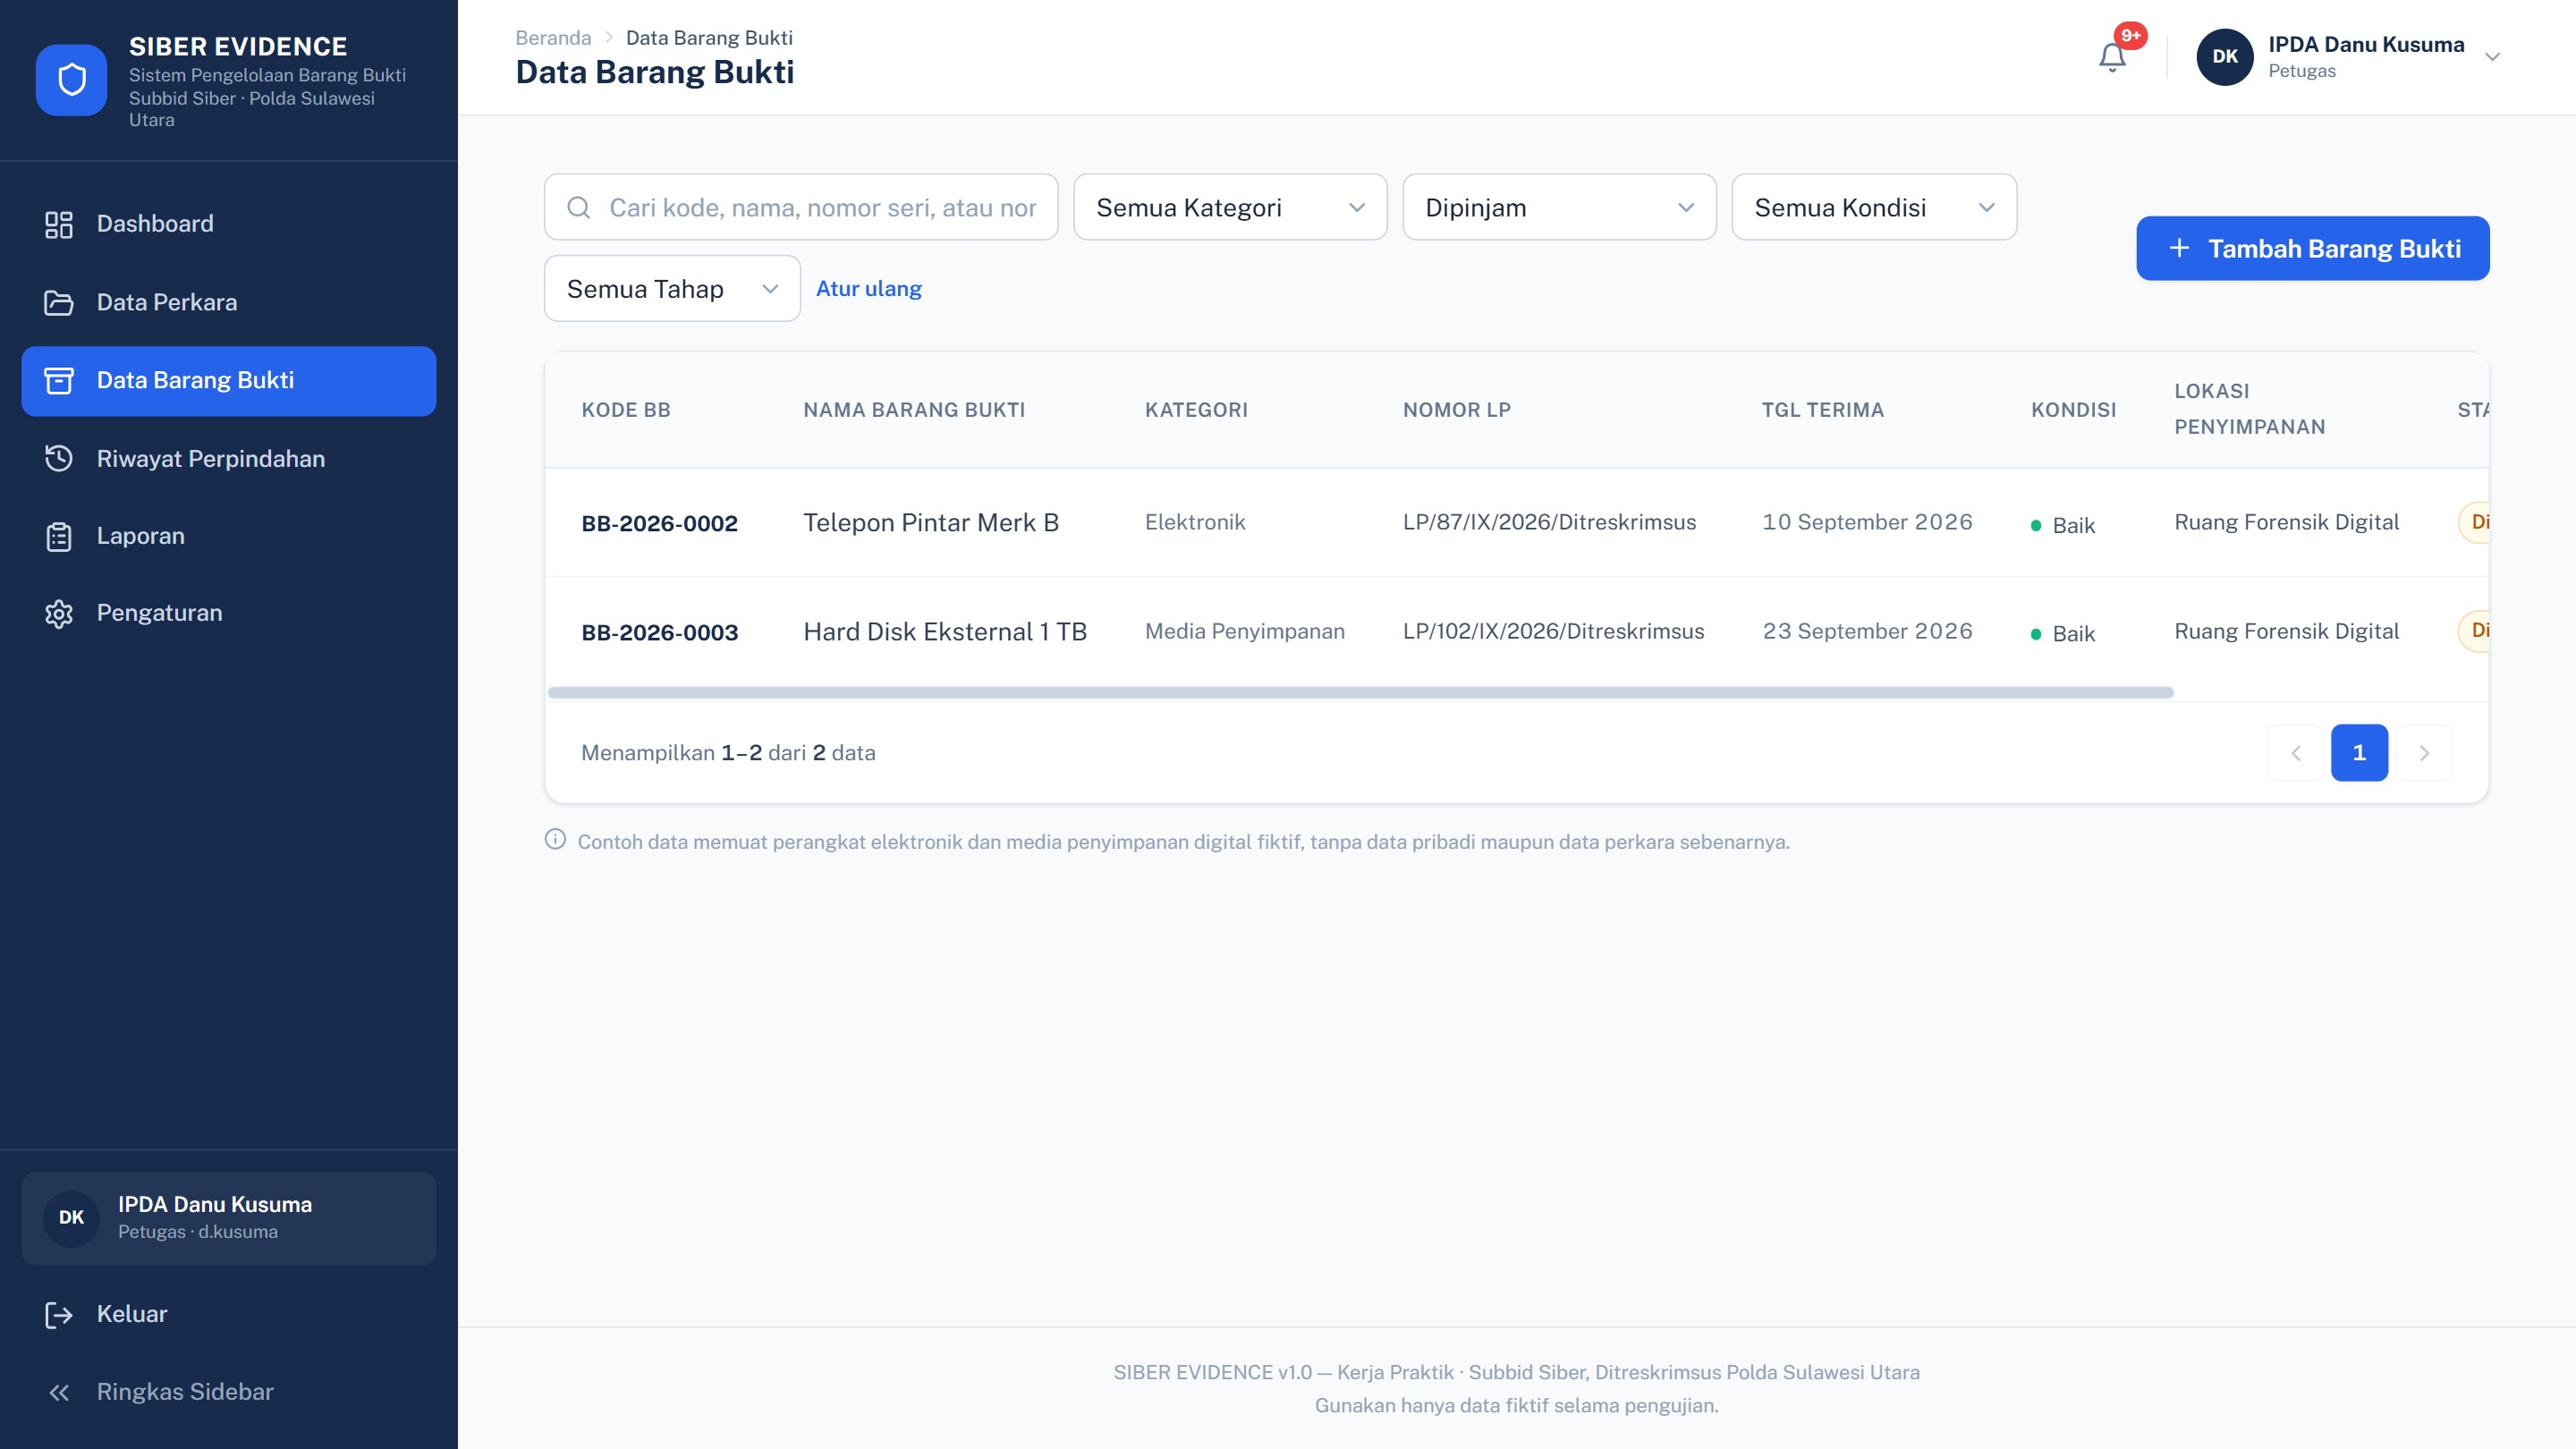 SIBER EVIDENCE
Sistem Pengelolaan Barang Bukti
Subbid Siber · Polda Sulawesi
Utara
Dashboard
Data Perkara
Data Barang Bukti
Riwayat Perpindahan
Laporan
Pengaturan
DK
IPDA Danu Kusuma
Petugas · d.kusuma
Keluar
Ringkas Sidebar
Beranda > Data Barang Bukti
Data Barang Bukti
9+
DK
IPDA Danu Kusuma
Petugas
Cari kode, nama, nomor seri, atau nor
Semua Kategori
Dipinjam
Semua Kondisi
Semua Tahap
Atur ulang
+ Tambah Barang Bukti
KODE BB NAMA BARANG BUKTI KATEGORI NOMOR LP TGL TERIMA KONDISI LOKASI PENYIMPANAN STA
BB-2026-0002 Telepon Pintar Merk B Elektronik LP/87/IX/2026/Ditreskrimsus 10 September 2026 Baik Ruang Forensik Digital Di
BB-2026-0003 Hard Disk Eksternal 1 TB Media Penyimpanan LP/102/IX/2026/Ditreskrimsus 23 September 2026 Baik Ruang Forensik Digital Di
Menampilkan 1–2 dari 2 data
1
Contoh data memuat perangkat elektronik dan media penyimpanan digital fiktif, tanpa data pribadi maupun data perkara sebenarnya.
SIBER EVIDENCE v1.0 — Kerja Praktik · Subbid Siber, Ditreskrimsus Polda Sulawesi Utara
Gunakan hanya data fiktif selama pengujian.